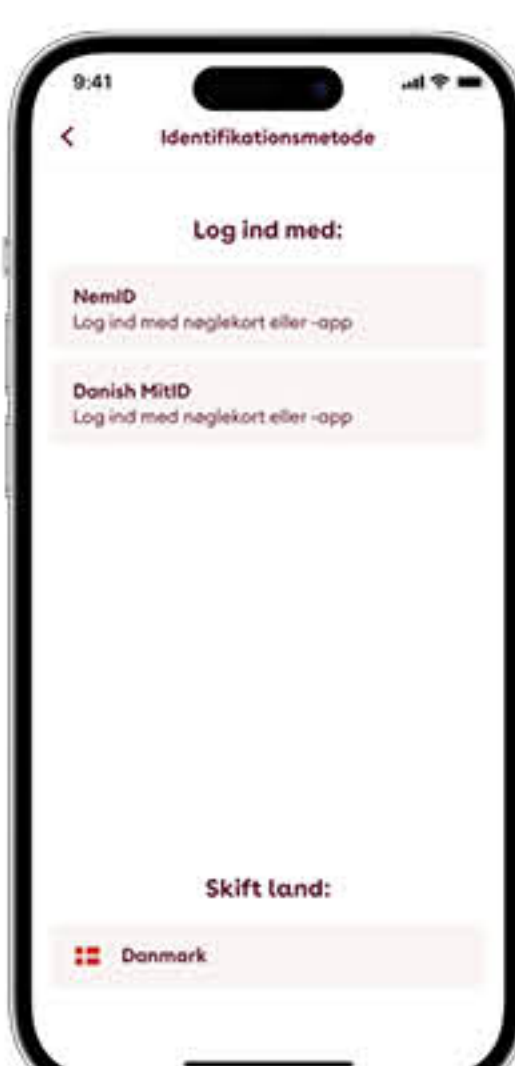 9:41
Identifikationsmetode
Log ind med:
NemID
Log ind med nøglekort eller -app
Danish MitID
Log ind med nøglekort eller -app
Skift land:
Danmark